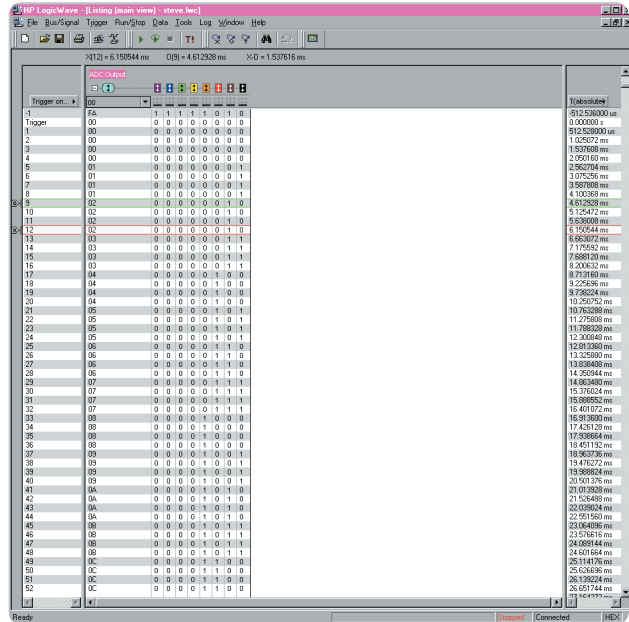 HP LogicWave - [Listing (main view) - steve.lwc]
File Bus/Signal Trigger Run/Stop Data Tools Log Window Help
T!
X(12) = 6.150544 ms O(9) = 4.612928 ms X-O = 1.537616 ms
ADC Output
Trigger on... 00 T(absolute)
-1 FA 1 1 1 1 1 0 1 0 -512.536000 us
Trigger 00 0 0 0 0 0 0 0 0 0.000000 s
1 00 0 0 0 0 0 0 0 0 512.528000 us
2 00 0 0 0 0 0 0 0 0 1.025072 ms
3 00 0 0 0 0 0 0 0 0 1.537608 ms
4 00 0 0 0 0 0 0 0 0 2.050160 ms
5 01 0 0 0 0 0 0 0 1 2.562704 ms
6 01 0 0 0 0 0 0 0 1 3.075256 ms
7 01 0 0 0 0 0 0 0 1 3.587808 ms
8 01 0 0 0 0 0 0 0 1 4.100368 ms
9 02 0 0 0 0 0 0 1 0 4.612928 ms
10 02 0 0 0 0 0 0 1 0 5.125472 ms
11 02 0 0 0 0 0 0 1 0 5.638008 ms
12 02 0 0 0 0 0 0 1 0 6.150544 ms
13 03 0 0 0 0 0 0 1 1 6.663072 ms
14 03 0 0 0 0 0 0 1 1 7.175592 ms
15 03 0 0 0 0 0 0 1 1 7.688120 ms
16 03 0 0 0 0 0 0 1 1 8.200632 ms
17 04 0 0 0 0 0 1 0 0 8.713160 ms
18 04 0 0 0 0 0 1 0 0 9.225696 ms
19 04 0 0 0 0 0 1 0 0 9.738224 ms
20 04 0 0 0 0 0 1 0 0 10.250752 ms
21 05 0 0 0 0 0 1 0 1 10.763288 ms
22 05 0 0 0 0 0 1 0 1 11.275808 ms
23 05 0 0 0 0 0 1 0 1 11.788328 ms
24 05 0 0 0 0 0 1 0 1 12.300848 ms
25 06 0 0 0 0 0 1 1 0 12.813360 ms
26 06 0 0 0 0 0 1 1 0 13.325880 ms
27 06 0 0 0 0 0 1 1 0 13.838408 ms
28 06 0 0 0 0 0 1 1 0 14.350944 ms
29 07 0 0 0 0 0 1 1 1 14.863480 ms
30 07 0 0 0 0 0 1 1 1 15.376024 ms
31 07 0 0 0 0 0 1 1 1 15.888552 ms
32 07 0 0 0 0 0 1 1 1 16.401072 ms
33 08 0 0 0 0 1 0 0 0 16.913600 ms
34 08 0 0 0 0 1 0 0 0 17.426128 ms
35 08 0 0 0 0 1 0 0 0 17.938664 ms
36 08 0 0 0 0 1 0 0 0 18.451192 ms
37 09 0 0 0 0 1 0 0 1 18.963736 ms
38 09 0 0 0 0 1 0 0 1 19.476272 ms
39 09 0 0 0 0 1 0 0 1 19.988824 ms
40 09 0 0 0 0 1 0 0 1 20.501376 ms
41 0A 0 0 0 0 1 0 1 0 21.013928 ms
42 0A 0 0 0 0 1 0 1 0 21.526488 ms
43 0A 0 0 0 0 1 0 1 0 22.039024 ms
44 0A 0 0 0 0 1 0 1 0 22.551560 ms
45 0B 0 0 0 0 1 0 1 1 23.064096 ms
46 0B 0 0 0 0 1 0 1 1 23.576616 ms
47 0B 0 0 0 0 1 0 1 1 24.089144 ms
48 0B 0 0 0 0 1 0 1 1 24.601664 ms
49 0C 0 0 0 0 1 1 0 0 25.114176 ms
50 0C 0 0 0 0 1 1 0 0 25.626696 ms
51 0C 0 0 0 0 1 1 0 0 26.139224 ms
52 0C 0 0 0 0 1 1 0 0 26.651744 ms
Ready Stopped Connected HEX